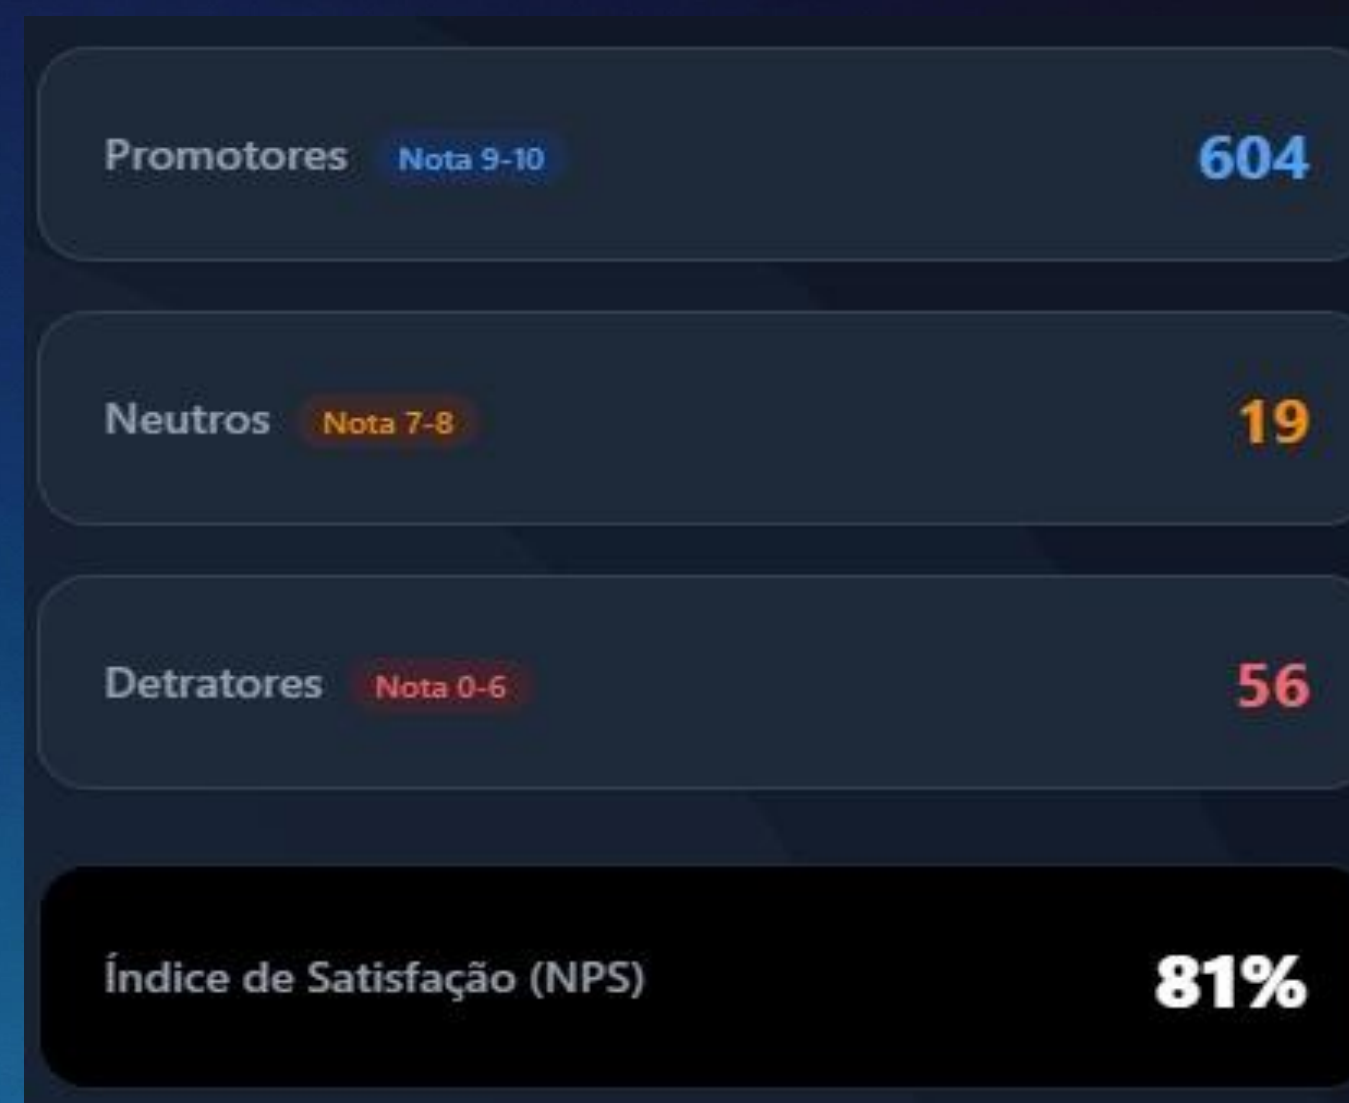 Promotores Nota 9-10 604
Neutros Nota 7-8 19
Detratores Nota 0-6 56
Índice de Satisfação (NPS) 81%